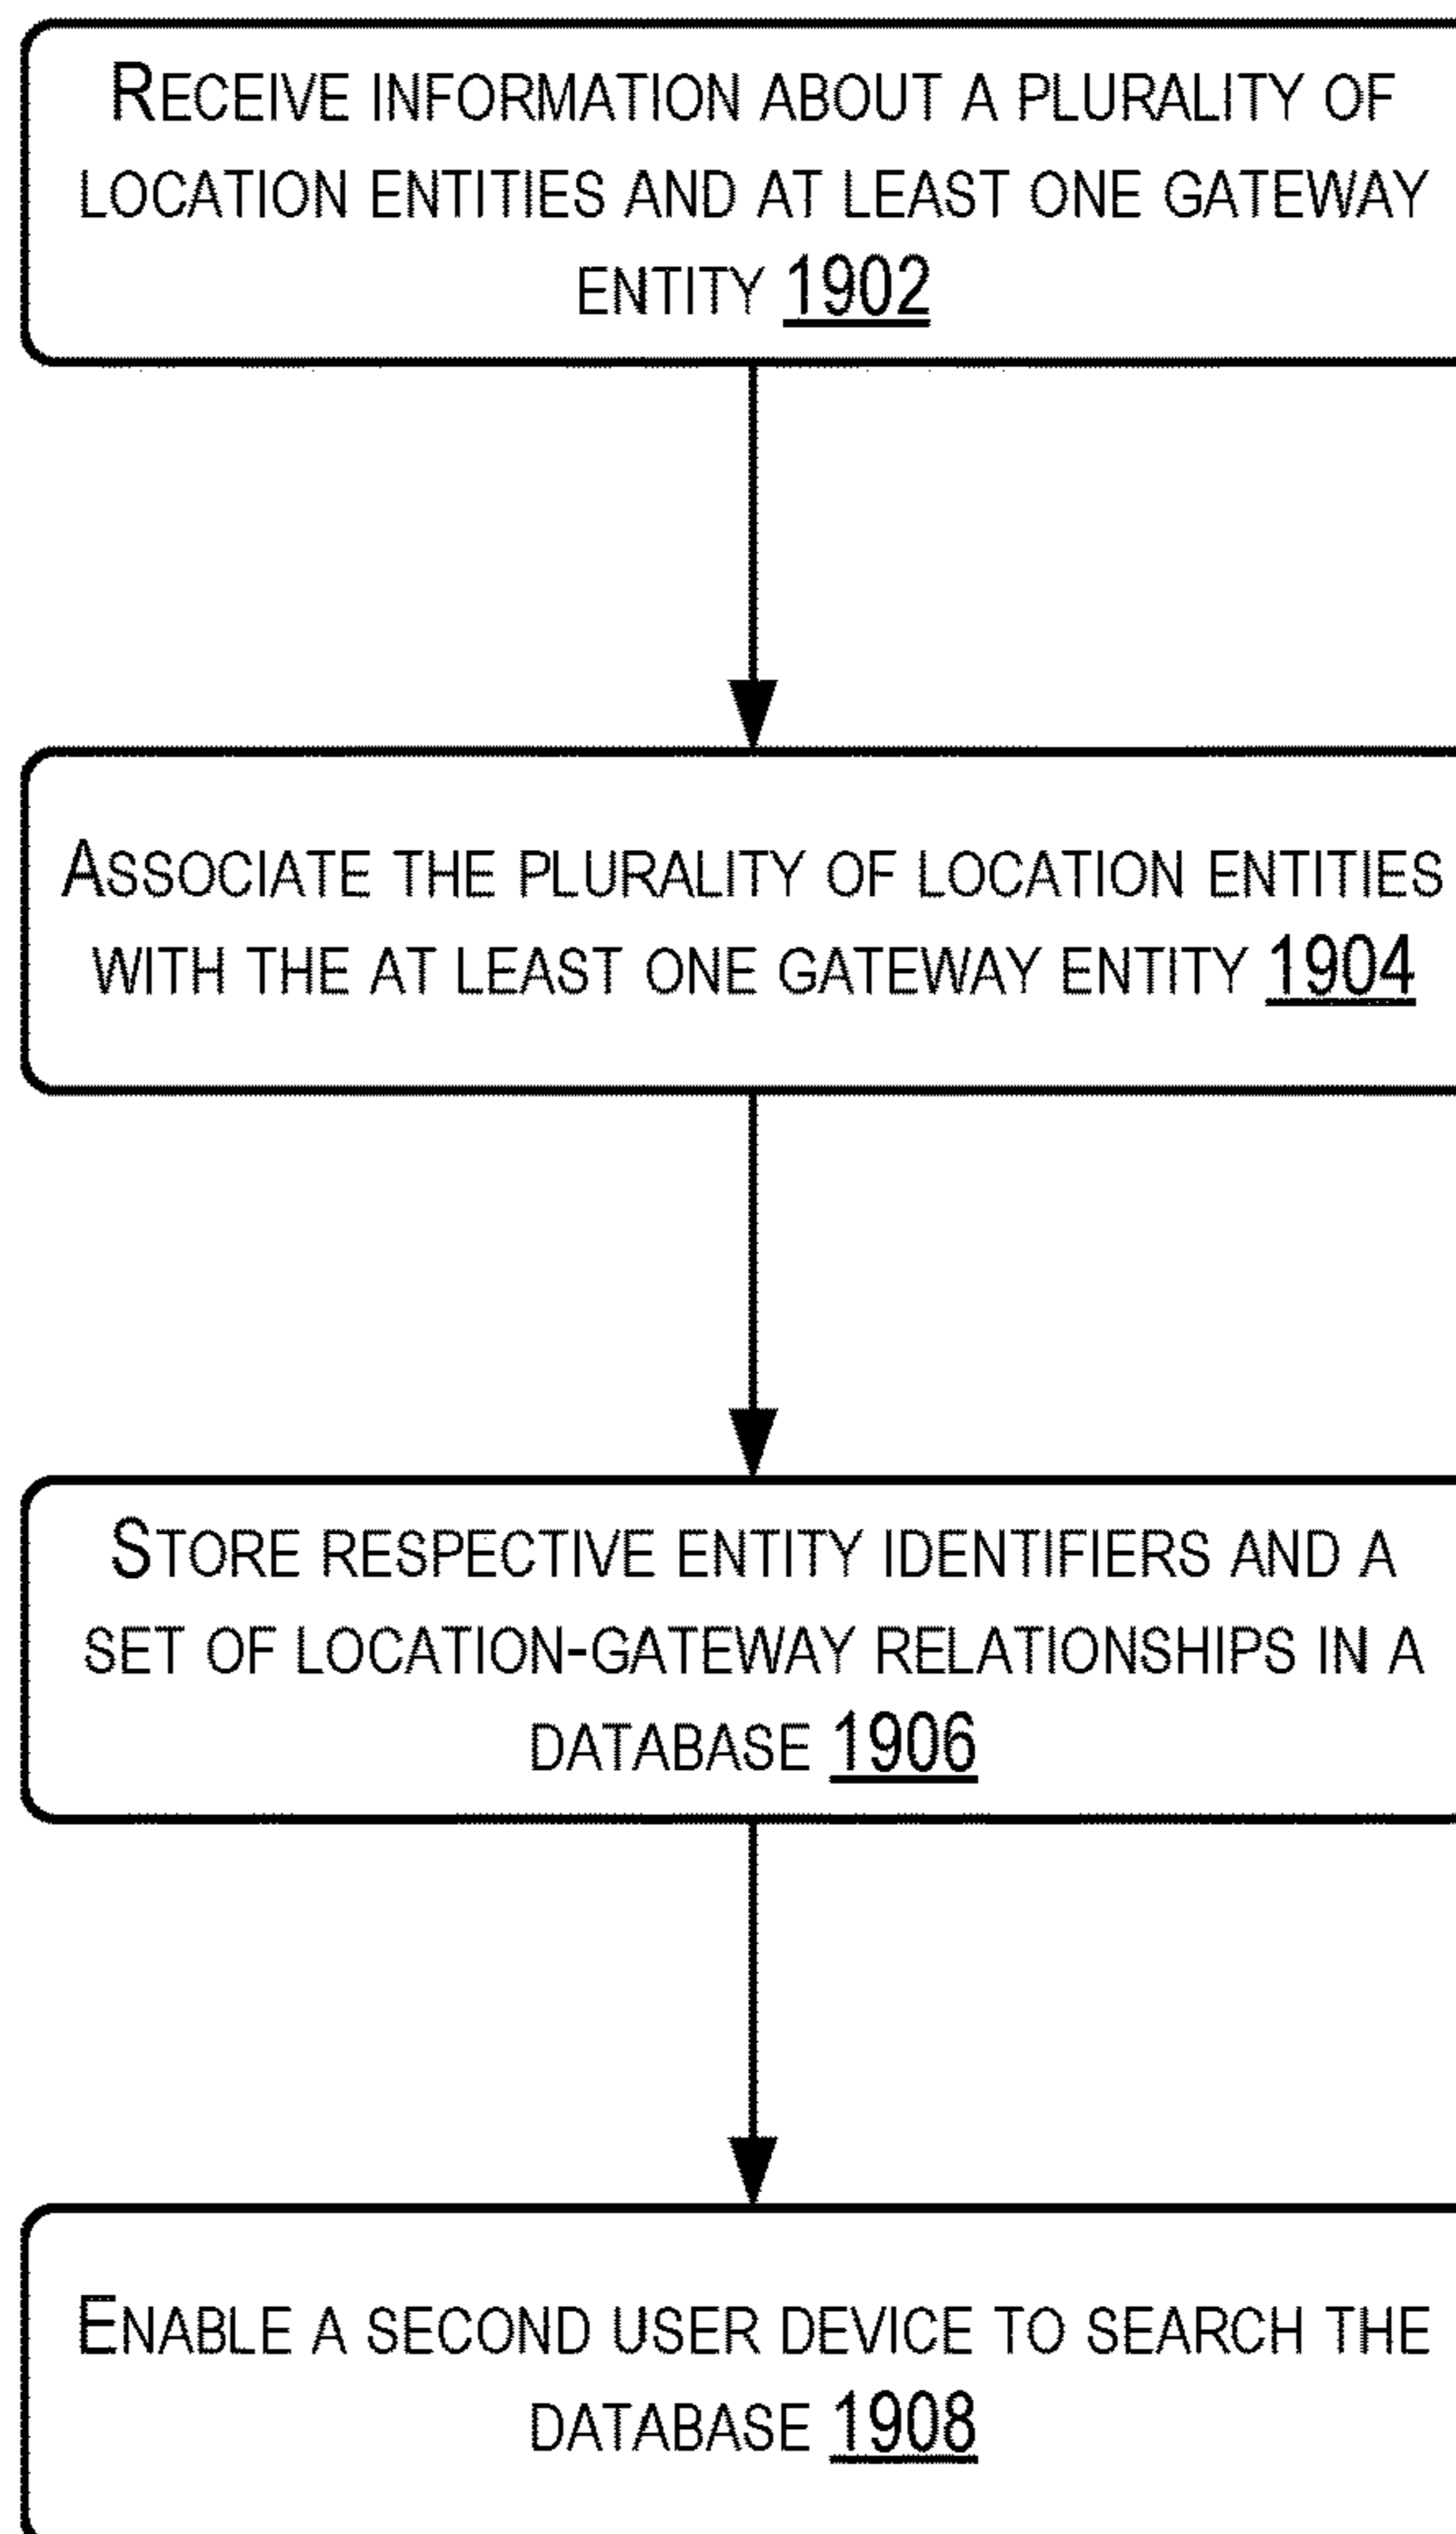 RECEIVE INFORMATION ABOUT A PLURALITY OF
LOCATION ENTITIES AND AT LEAST ONE GATEWAY
ENTITY 1902
ASSOCIATE THE PLURALITY OF LOCATION ENTITIES
WITH THE AT LEAST ONE GATEWAY ENTITY 1904
STORE RESPECTIVE ENTITY IDENTIFIERS AND A
SET OF LOCATION-GATEWAY RELATIONSHIPS IN A
DATABASE 1906
ENABLE A SECOND USER DEVICE TO SEARCH THE
DATABASE 1908